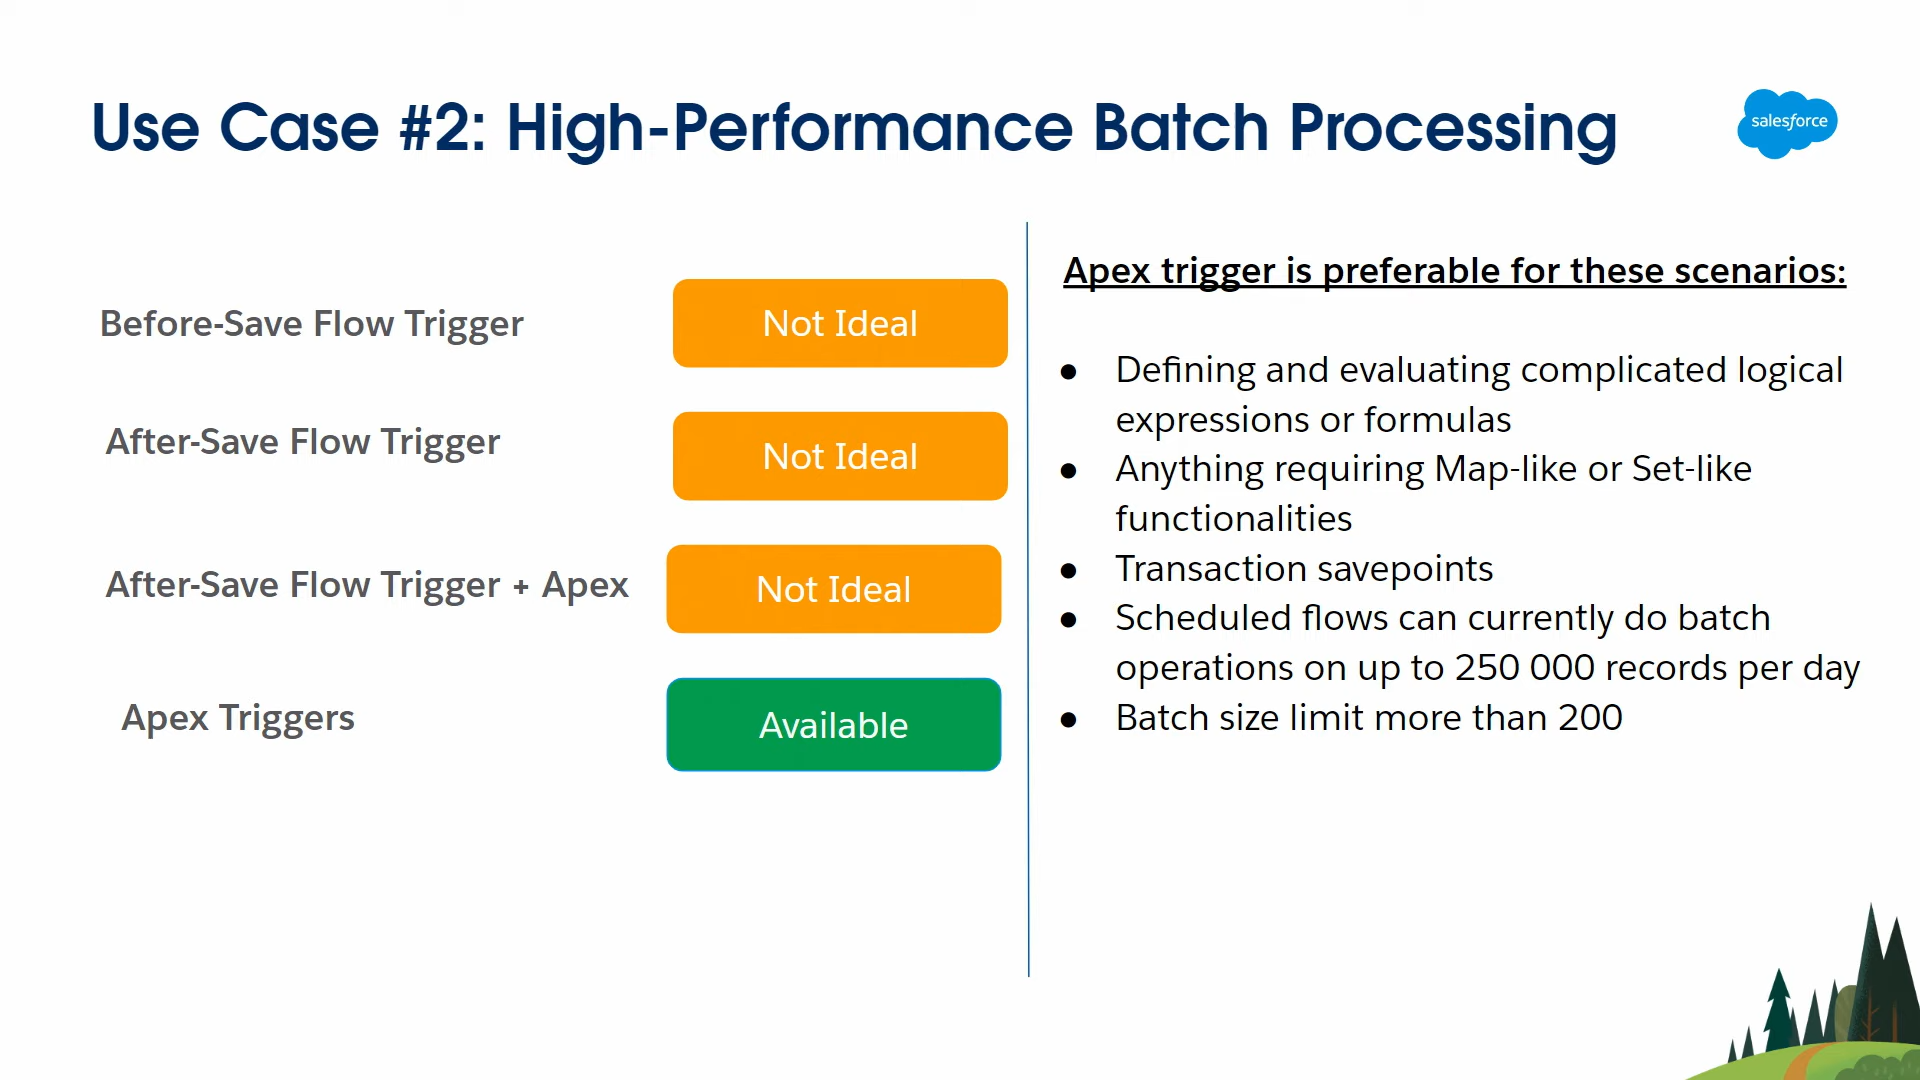 Use Case #2: High-Performance Batch Processing
salesforce
Before-Save Flow Trigger
Not Ideal
After-Save Flow Trigger
Not Ideal
After-Save Flow Trigger + Apex
Not Ideal
Apex Triggers
Available
Apex trigger is preferable for these scenarios:
● Defining and evaluating complicated logical
expressions or formulas
● Anything requiring Map-like or Set-like
functionalities
● Transaction savepoints
● Scheduled flows can currently do batch
operations on up to 250 000 records per day
● Batch size limit more than 200